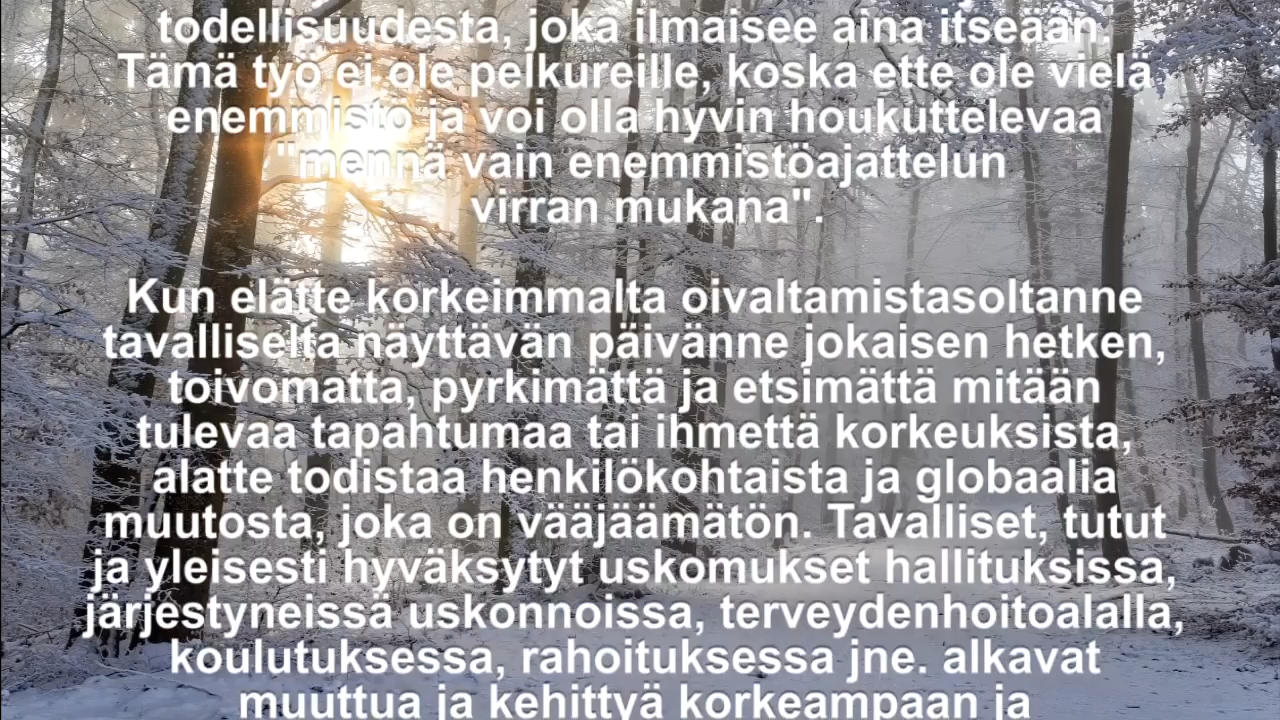 todellisuudesta, joka ilmaisee aina itseään.
Tämä työ ei ole pelkureille, koska ette ole vielä
enemmistö ja voi olla hyvin houkuttelevaa
"mennä vain enemmistöajattelun
virran mukana".
Kun elätte korkeimmalta oivaltamistasoltanne
tavalliselta näyttävän päivänne jokaisen hetken,
toivomatta, pyrkimättä ja etsimättä mitään
tulevaa tapahtumaa tai ihmettä korkeuksista,
alatte todistaa henkilökohtaista ja globaalia
muutosta, joka on vääjäämätön. Tavalliset, tutut
ja yleisesti hyväksytyt uskomukset hallituksissa,
järjestyneissä uskonnoissa, terveydenhoitoalalla,
koulutuksessa, rahoituksessa jne. alkavat
muuttua ja kehittyä korkeampaan ja